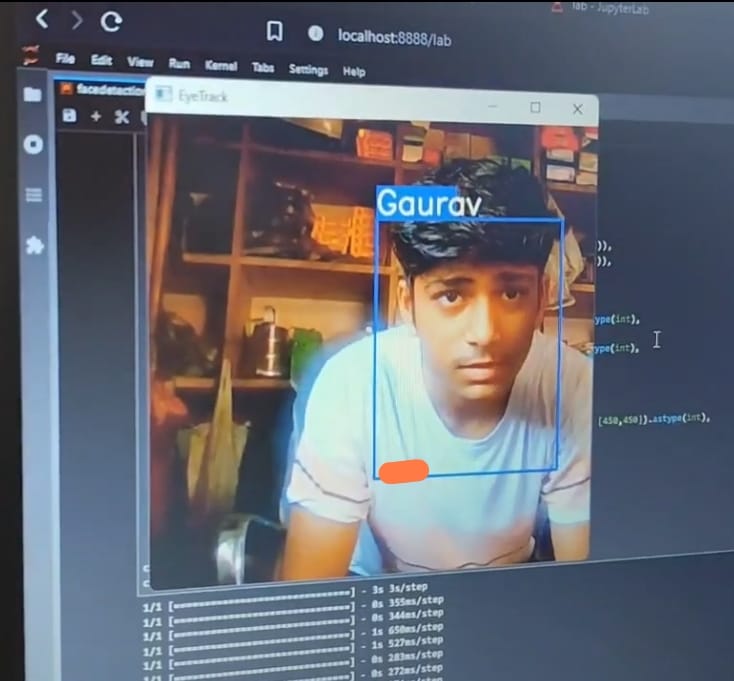 lab - JupyterLab
localhost:8888/lab
File Edit View Run Kernel Tabs Settings Help
facedetection
EyeTrack
Gaurav
)),
)),
ype(int),
ype(int),
[450,450]).astype(int),
1/1 [==============================] - 3s 3s/step
1/1 [==============================] - 0s 355ms/step
1/1 [==============================] - 0s 344ms/step
1/1 [==============================] - 1s 650ms/step
1/1 [==============================] - 1s 527ms/step
1/1 [==============================] - 0s 283ms/step
1/1 [==============================] - 0s 272ms/step